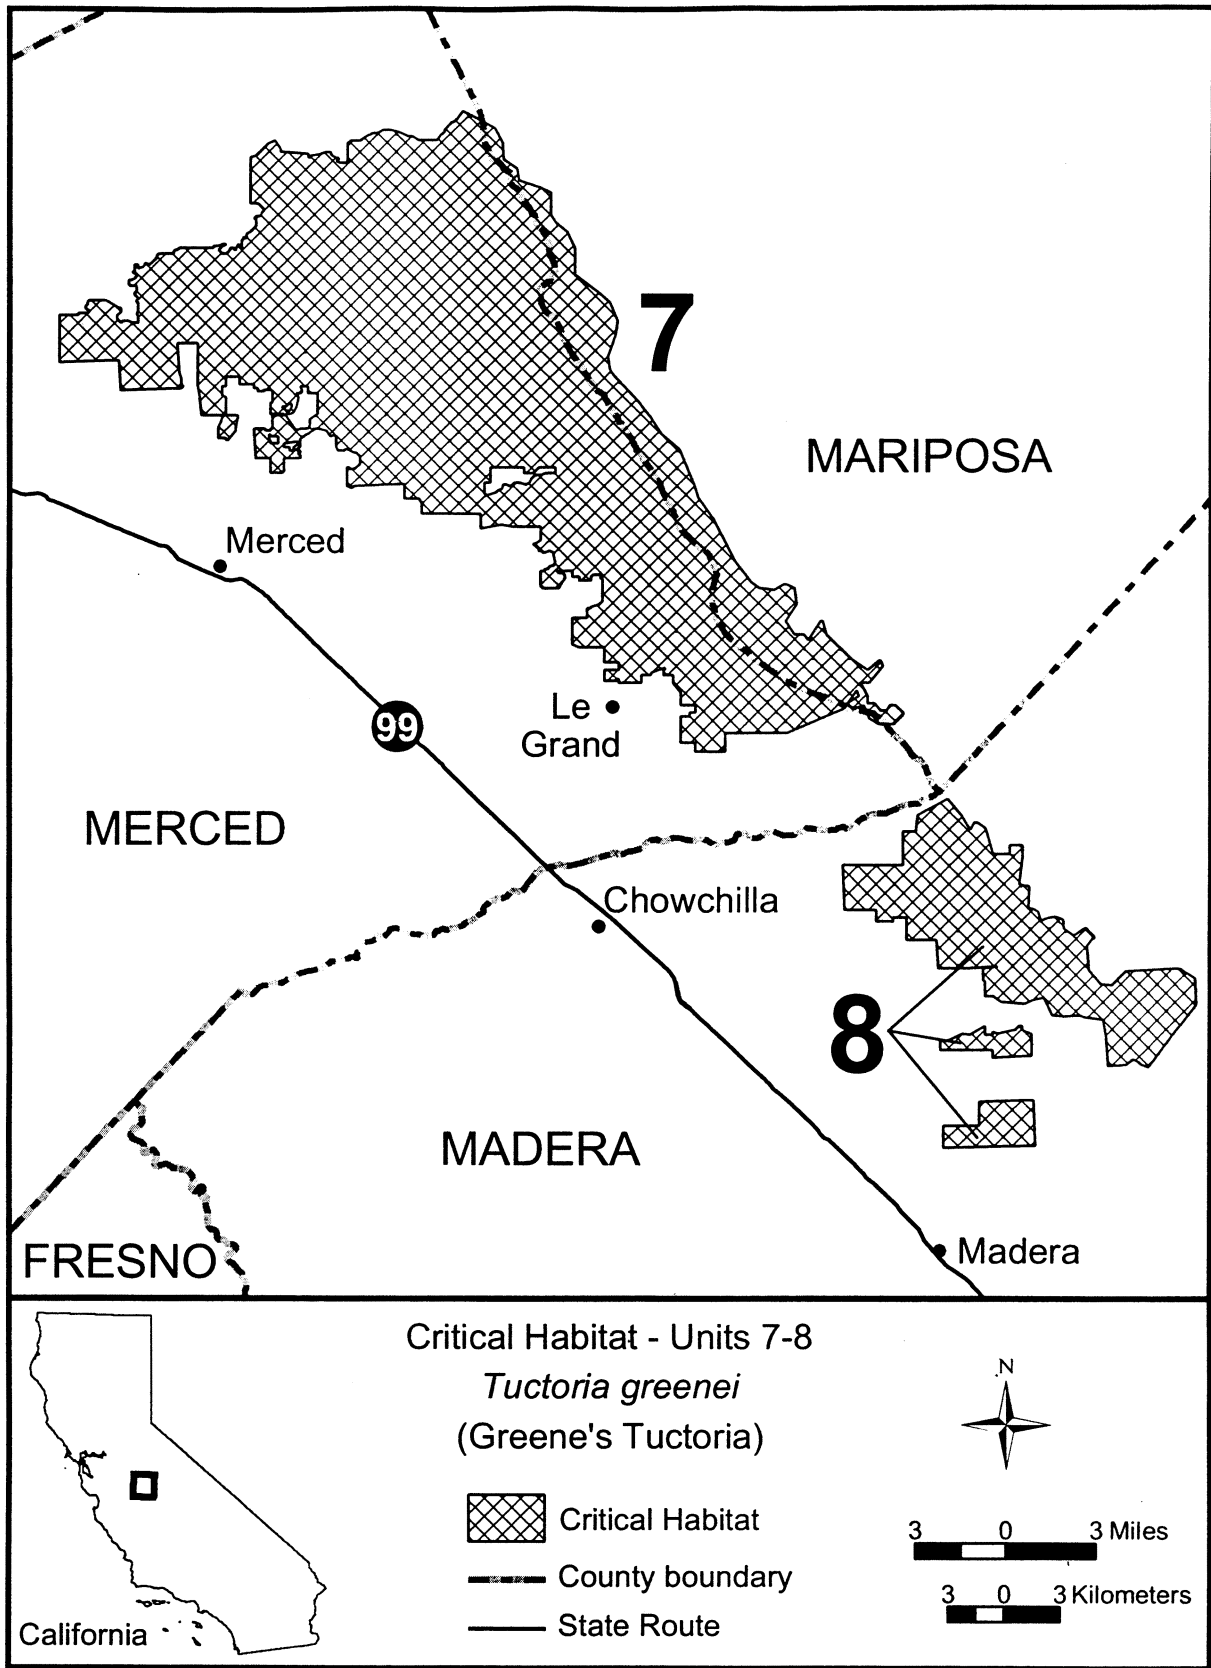 7
MARIPOSA
Merced
Le
Grand
99
MERCED
Chowchilla
8
MADERA
FRESNO
Madera
Critical Habitat - Units 7-8
Tuctoria greenei
(Greene's Tuctoria)
N
Critical Habitat
County boundary
State Route
3 0 3 Miles
3 0 3 Kilometers
California